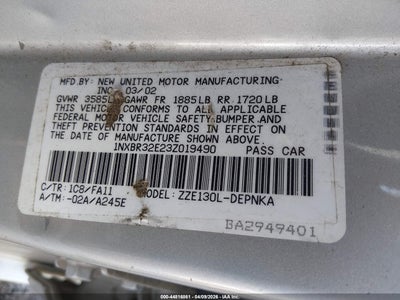 MFD.BY: NEW UNITED MOTOR MANUFACTURING
INC. 03/02
GVWR 3585LB GAWR FR 1885LB RR 1720LB
THIS VEHICLE CONFORMS TO ALL APPLICABLE
FEDERAL MOTOR VEHICLE SAFETY, BUMPER, AND
THEFT PREVENTION STANDARDS IN EFFECT ON
THE DATE OF MANUFACTURE SHOWN ABOVE.
1NXBR32E23Z019490 PASS CAR
C/TR: 1C8/FA11 MODEL: ZZE130L-DEPNKA
A/TM: -02A/A245E
BA2949401
000-44816861 - 04/09/2026 - IAAI